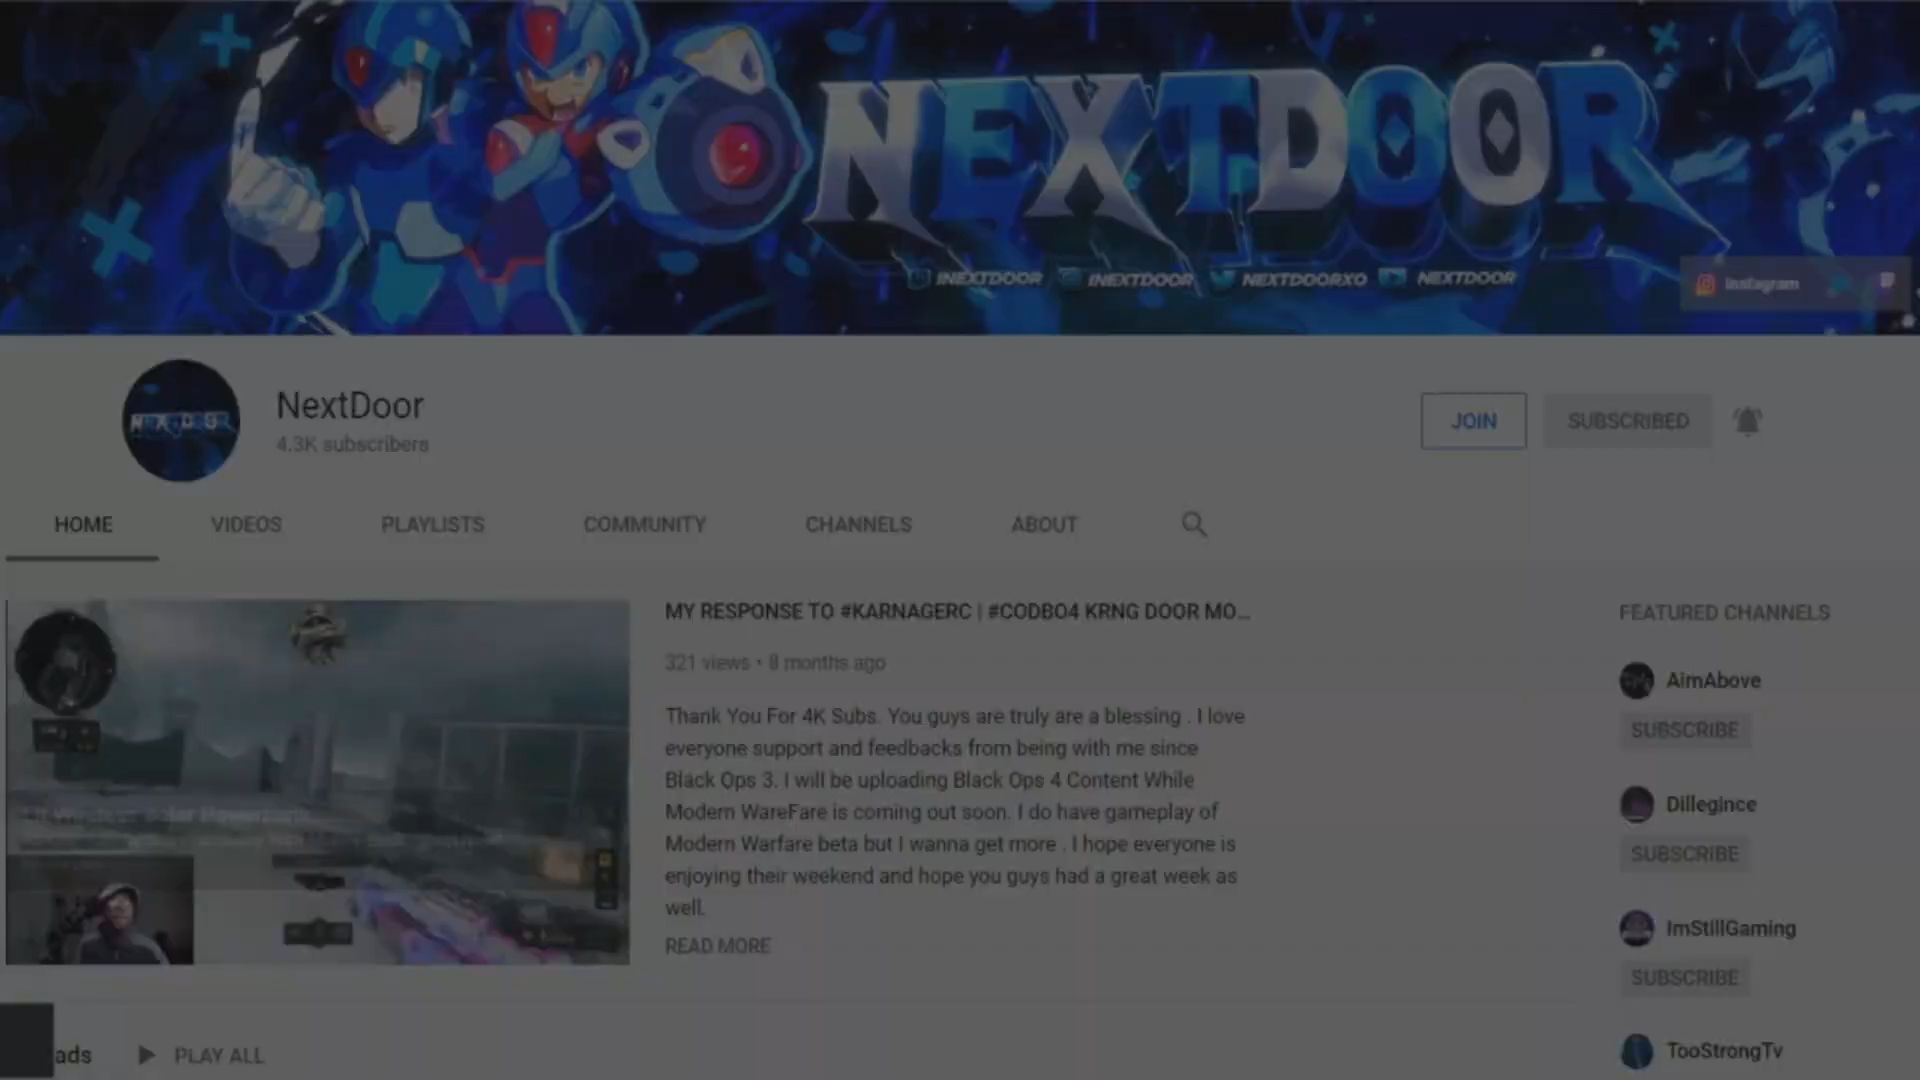 NEXTDOOR
INEXTDOOR INEXTDOOR NEXTDOORXO NEXTDOOR
Instagram
NEXTDOOR
NextDoor
4.3K subscribers
JOIN SUBSCRIBED
HOME VIDEOS PLAYLISTS COMMUNITY CHANNELS ABOUT
MY RESPONSE TO #KARNAGERC | #CODBO4 KRNG DOOR MO...
321 views • 8 months ago
Thank You For 4K Subs. You guys are truly are a blessing . I love
everyone support and feedbacks from being with me since
Black Ops 3. I will be uploading Black Ops 4 Content While
Modern WareFare is coming out soon. I do have gameplay of
Modern Warfare beta but I wanna get more . I hope everyone is
enjoying their weekend and hope you guys had a great week as
well.
READ MORE
FEATURED CHANNELS
AimAbove
SUBSCRIBE
Dillegince
SUBSCRIBE
ImStillGaming
SUBSCRIBE
TooStrongTv
ads PLAY ALL